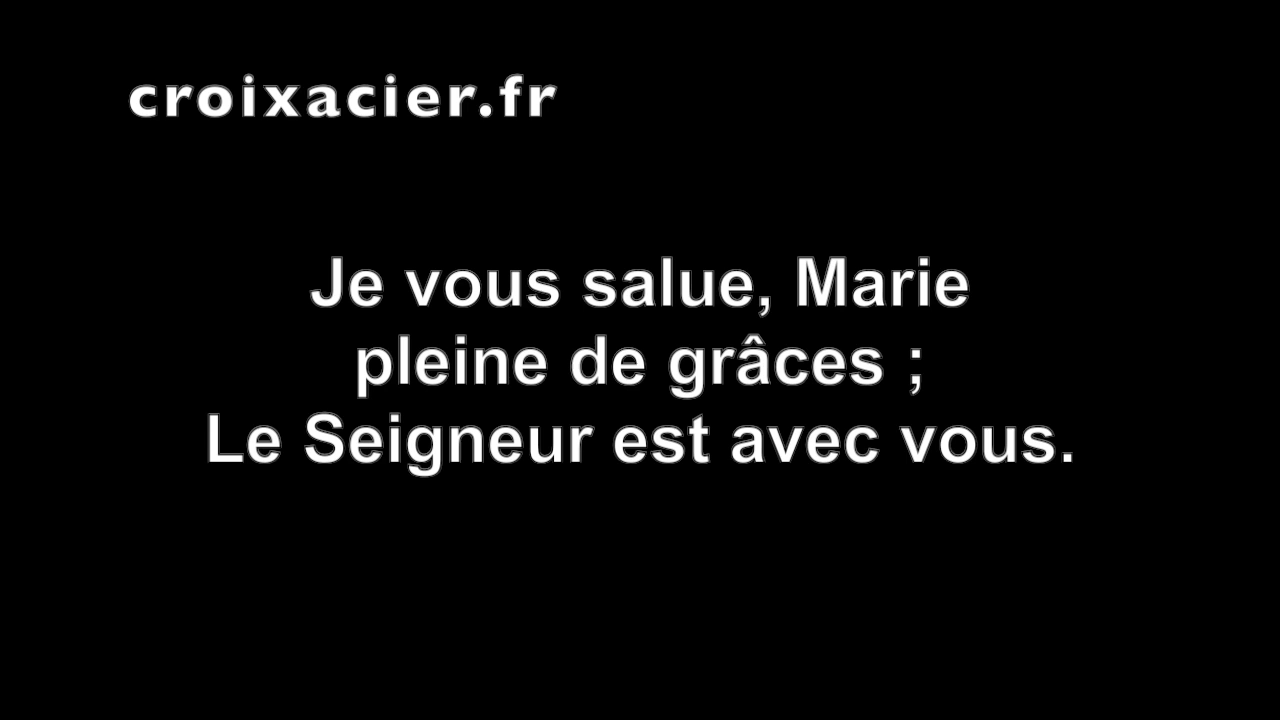 croixacier.fr
Je vous salue, Marie
pleine de grâces ;
Le Seigneur est avec vous.